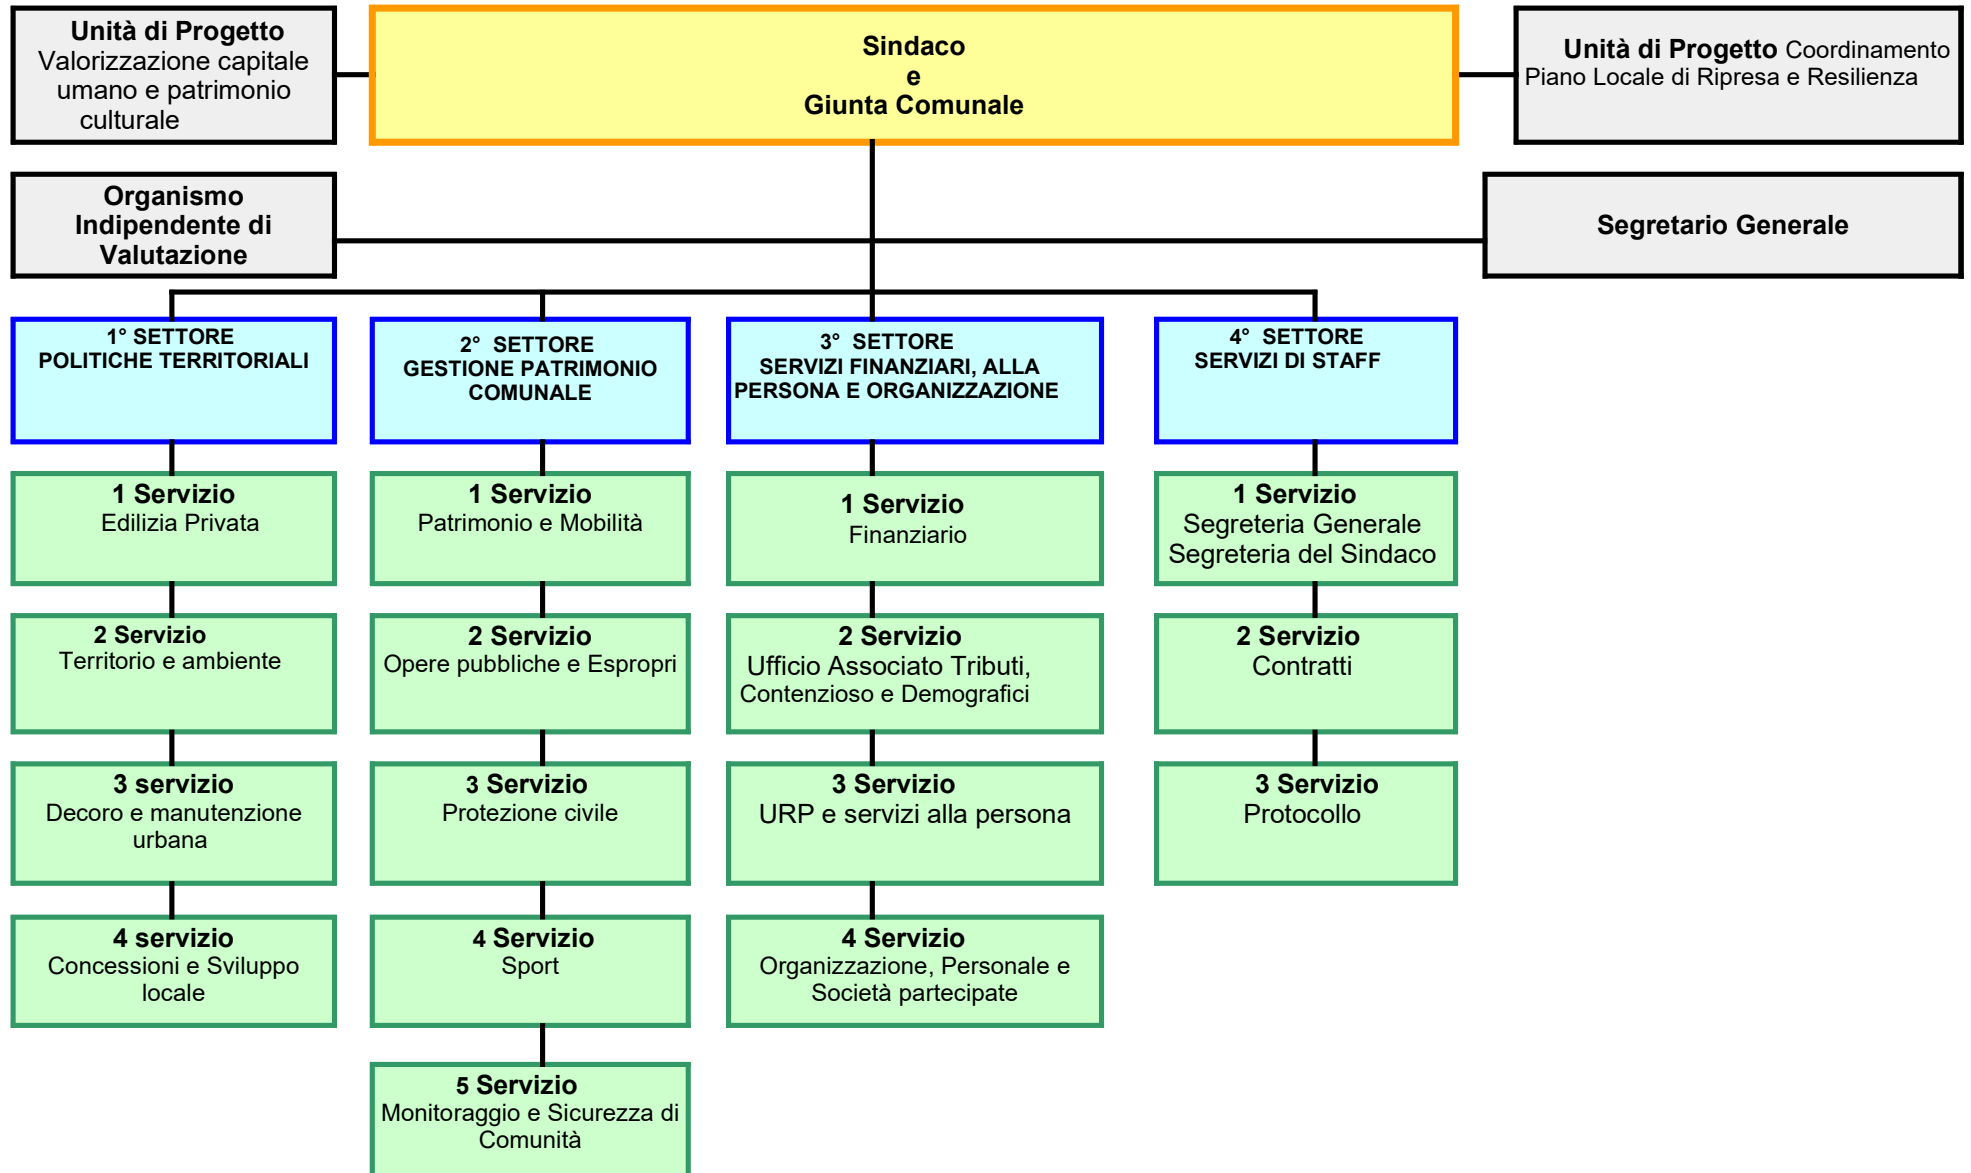 Unità di Progetto
Valorizzazione capitale
umano e patrimonio
culturale
Sindaco
e
Giunta Comunale
Unità di Progetto Coordinamento
Piano Locale di Ripresa e Resilienza
Organismo
Indipendente di
Valutazione
Segretario Generale
1° SETTORE
POLITICHE TERRITORIALI
2° SETTORE
GESTIONE PATRIMONIO
COMUNALE
3° SETTORE
SERVIZI FINANZIARI, ALLA
PERSONA E ORGANIZZAZIONE
4° SETTORE
SERVIZI DI STAFF
1 Servizio
Edilizia Privata
1 Servizio
Patrimonio e Mobilità
1 Servizio
Finanziario
1 Servizio
Segreteria Generale
Segreteria del Sindaco
2 Servizio
Territorio e ambiente
2 Servizio
Opere pubbliche e Espropri
2 Servizio
Ufficio Associato Tributi,
Contenzioso e Demografici
2 Servizio
Contratti
3 servizio
Decoro e manutenzione
urbana
3 Servizio
Protezione civile
3 Servizio
URP e servizi alla persona
3 Servizio
Protocollo
4 servizio
Concessioni e Sviluppo
locale
4 Servizio
Sport
4 Servizio
Organizzazione, Personale e
Società partecipate
5 Servizio
Monitoraggio e Sicurezza di
Comunità